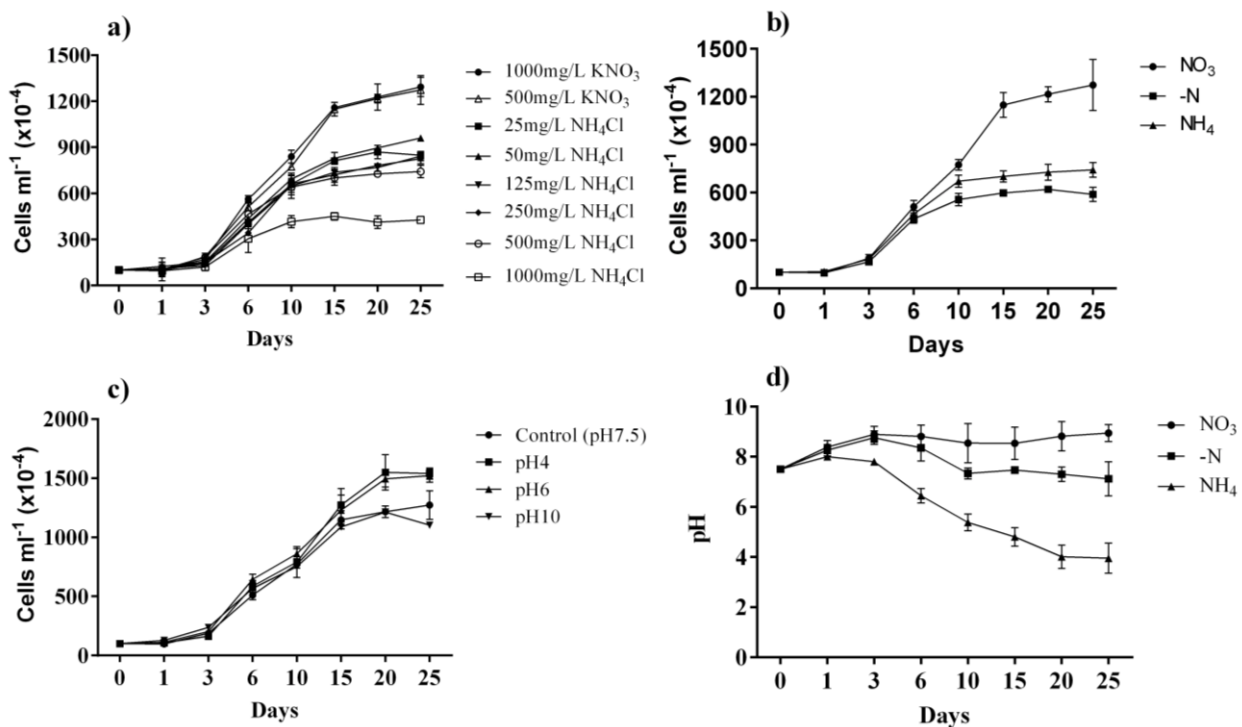 a)
Cells ml⁻¹ (x10⁻⁴)
1500
1200
900
600
300
0
0 1 3 6 10 15 20 25
Days
1000mg/L KNO₃
500mg/L KNO₃
25mg/L NH₄Cl
50mg/L NH₄Cl
125mg/L NH₄Cl
250mg/L NH₄Cl
500mg/L NH₄Cl
1000mg/L NH₄Cl
b)
Cells ml⁻¹ (x10⁻⁴)
1500
1200
900
600
300
0
0 1 3 6 10 15 20 25
Days
NO₃
-N
NH₄
c)
Cells ml⁻¹ (x10⁻⁴)
2000
1500
1000
500
0
0 1 3 6 10 15 20 25
Days
Control (pH7.5)
pH4
pH6
pH10
d)
pH
10
8
6
4
2
0
0 1 3 6 10 15 20 25
Days
NO₃
-N
NH₄